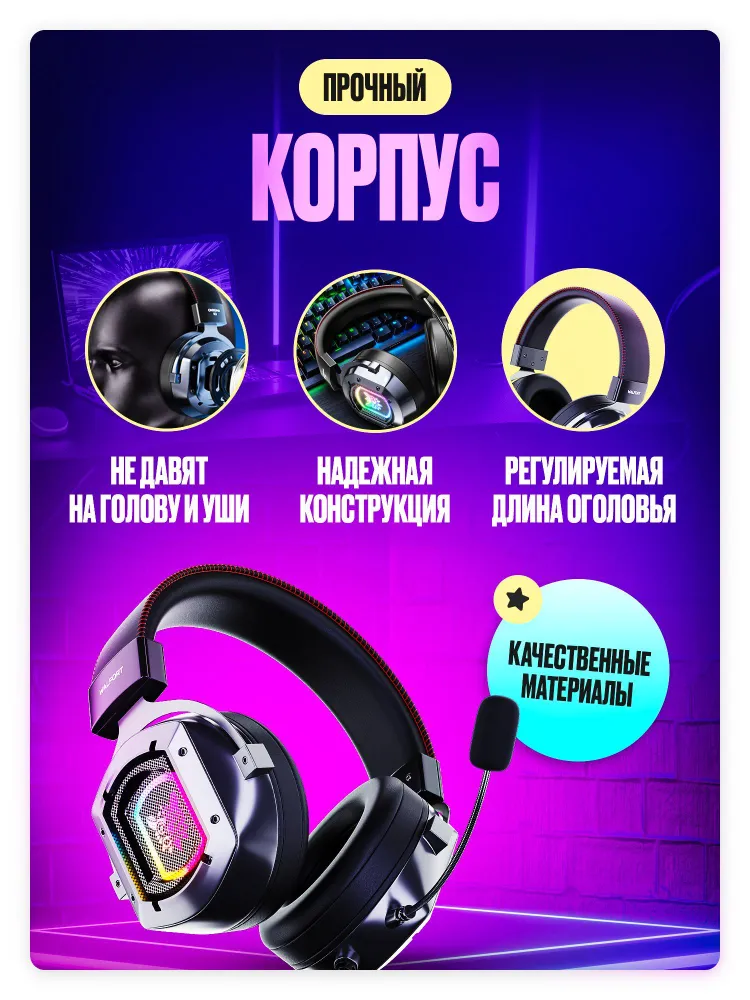 ПРОЧНЫЙ
КОРПУС
НЕ ДАВЯТ
НА ГОЛОВУ И УШИ
НАДЕЖНАЯ
КОНСТРУКЦИЯ
РЕГУЛИРУЕМАЯ
ДЛИНА ОГОЛОВЬЯ
КАЧЕСТВЕННЫЕ
МАТЕРИАЛЫ